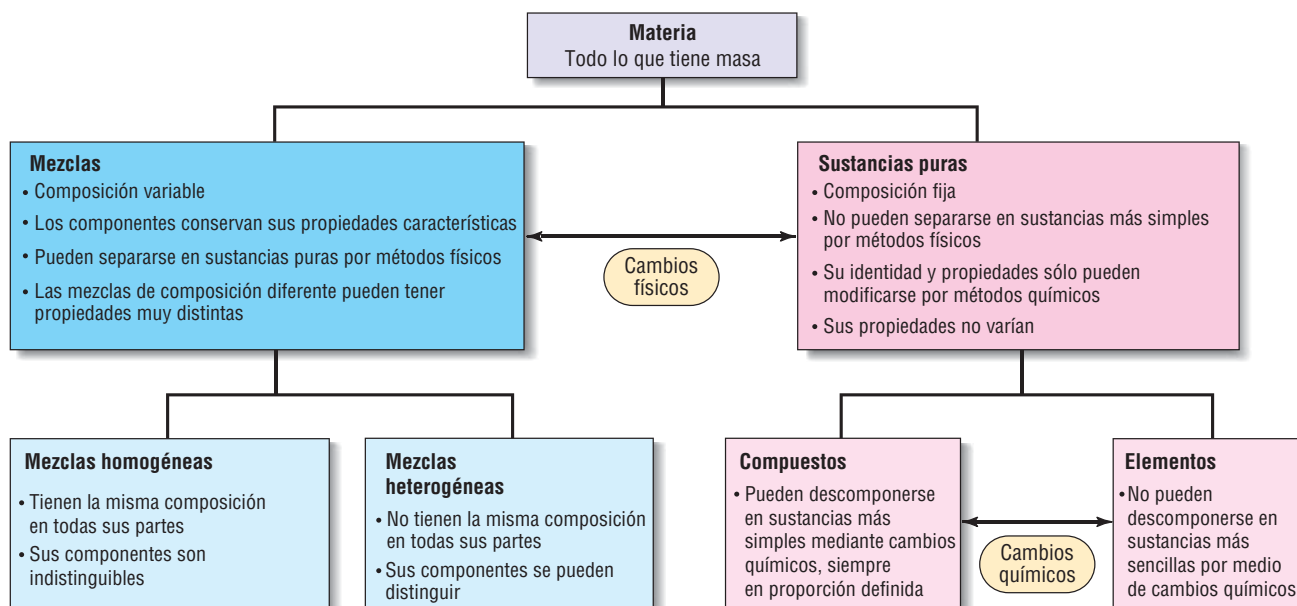 Materia
Todo lo que tiene masa
Mezclas
• Composición variable
• Los componentes conservan sus propiedades características
• Pueden separarse en sustancias puras por métodos físicos
• Las mezclas de composición diferente pueden tener
propiedades muy distintas
Cambios
físicos
Sustancias puras
• Composición fija
• No pueden separarse en sustancias más simples
por métodos físicos
• Su identidad y propiedades sólo pueden
modificarse por métodos químicos
• Sus propiedades no varían
Mezclas homogéneas
• Tienen la misma composición
en todas sus partes
• Sus componentes son
indistinguibles
Mezclas
heterogéneas
• No tienen la misma composición
en todas sus partes
• Sus componentes se pueden
distinguir
Compuestos
• Pueden descomponerse
en sustancias más
simples mediante cambios
químicos, siempre
en proporción definida
Cambios
químicos
Elementos
• No pueden
descomponerse en
sustancias más
sencillas por medio
de cambios químicos